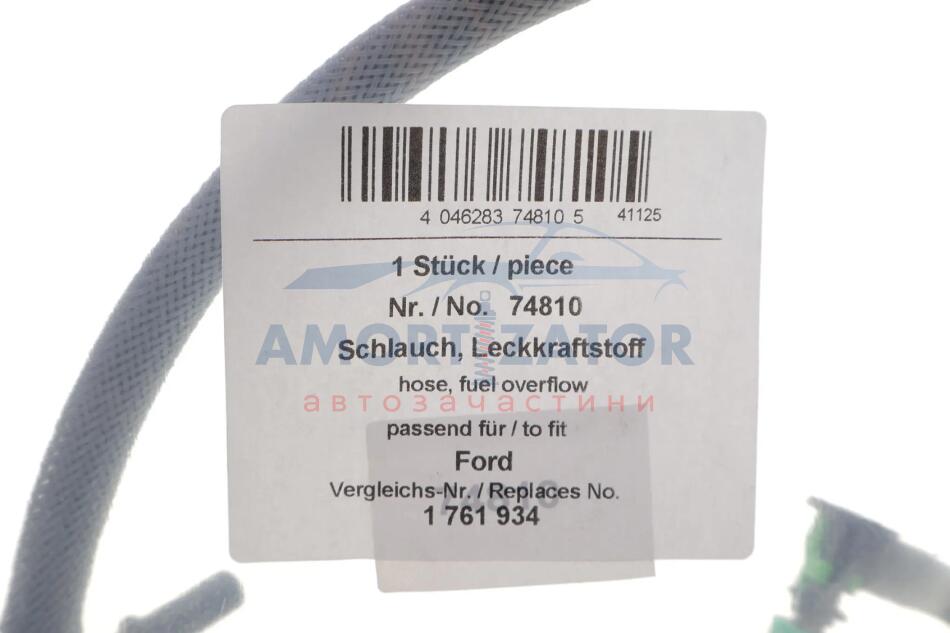 4 046283 74810 5 41125
1 Stück / piece
Nr. / No. 74810
AMORTIZATOR
Schlauch, Leckkraftstoff
hose, fuel overflow
автозачастини
passend für / to fit
Ford
Vergleichs-Nr. / Replaces No.
74810
1 761 934